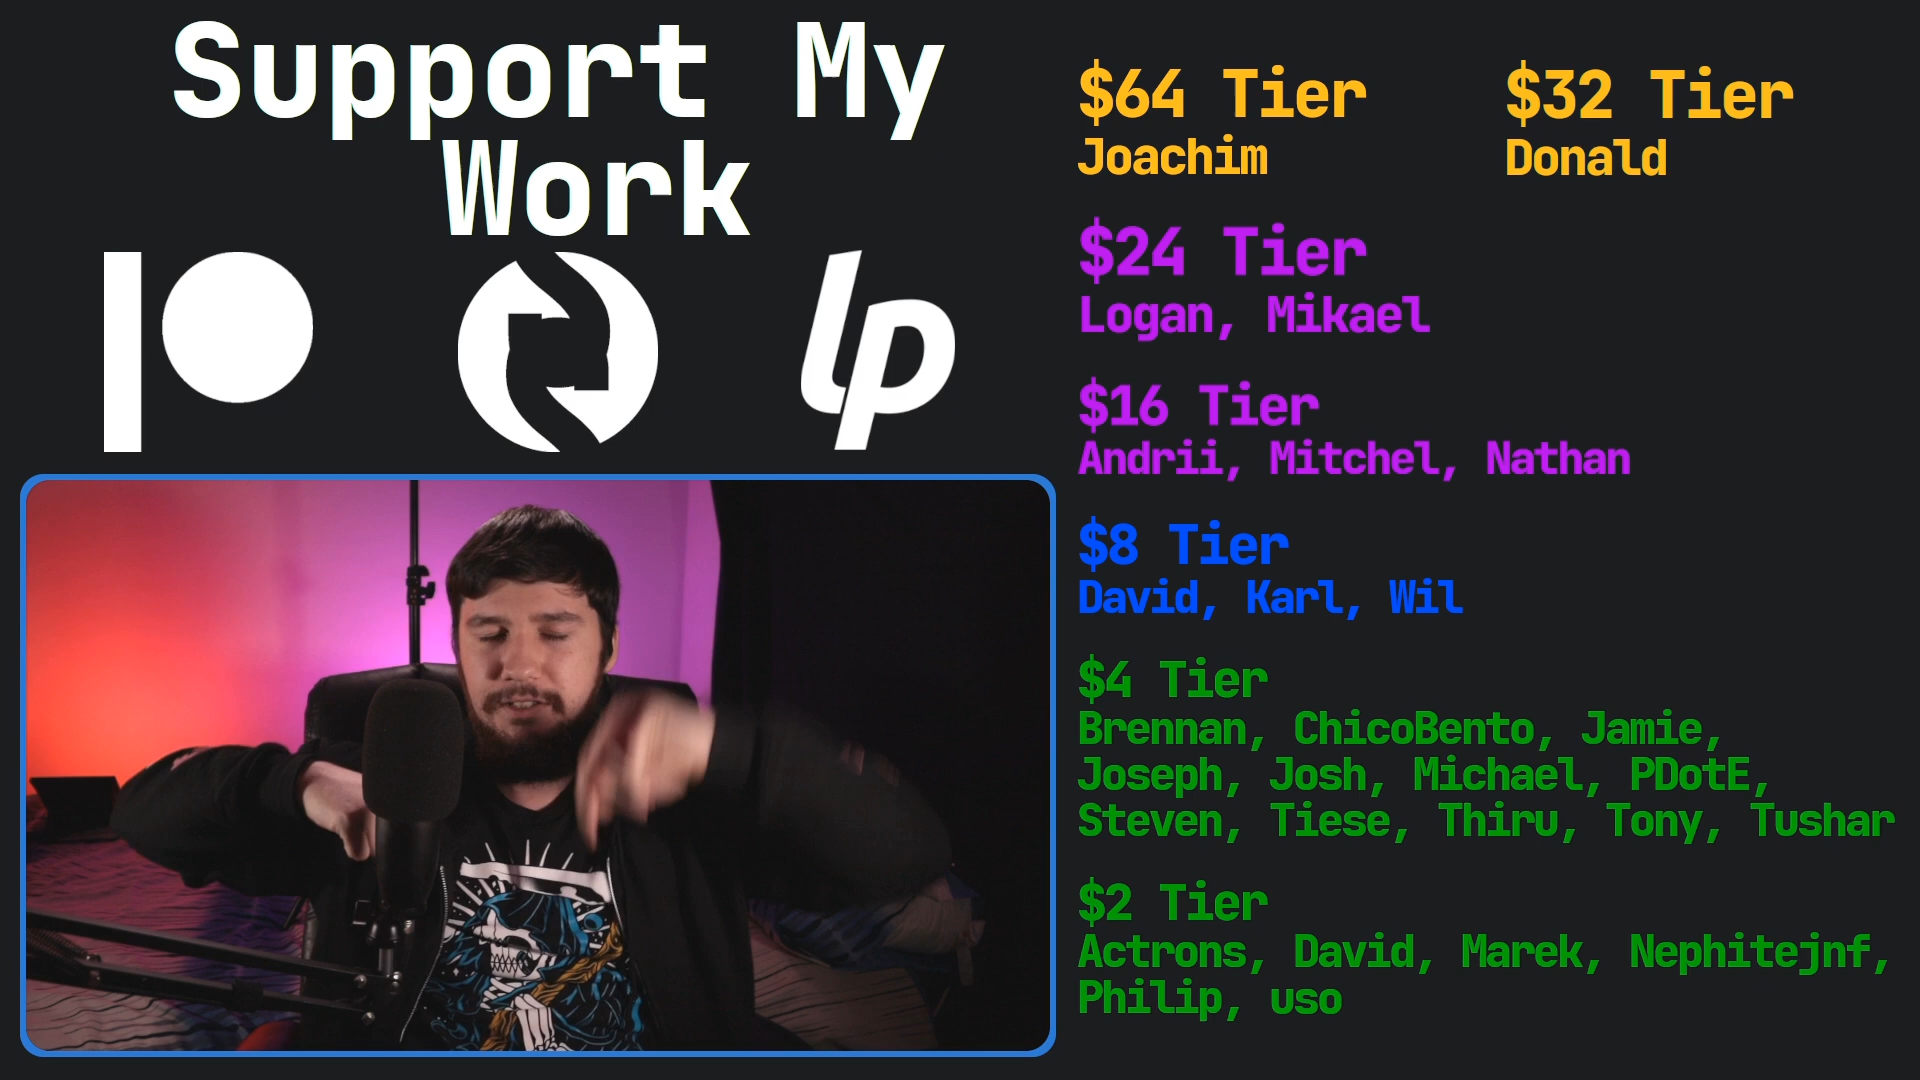 Support My
Work
lp
$64 Tier
Joachim
$32 Tier
Donald
$24 Tier
Logan, Mikael
$16 Tier
Andrii, Mitchel, Nathan
$8 Tier
David, Karl, Wil
$4 Tier
Brennan, ChicoBento, Jamie,
Joseph, Josh, Michael, PDotE,
Steven, Tiese, Thiru, Tony, Tushar
$2 Tier
Actrons, David, Marek, Nephitejnf,
Philip, uso